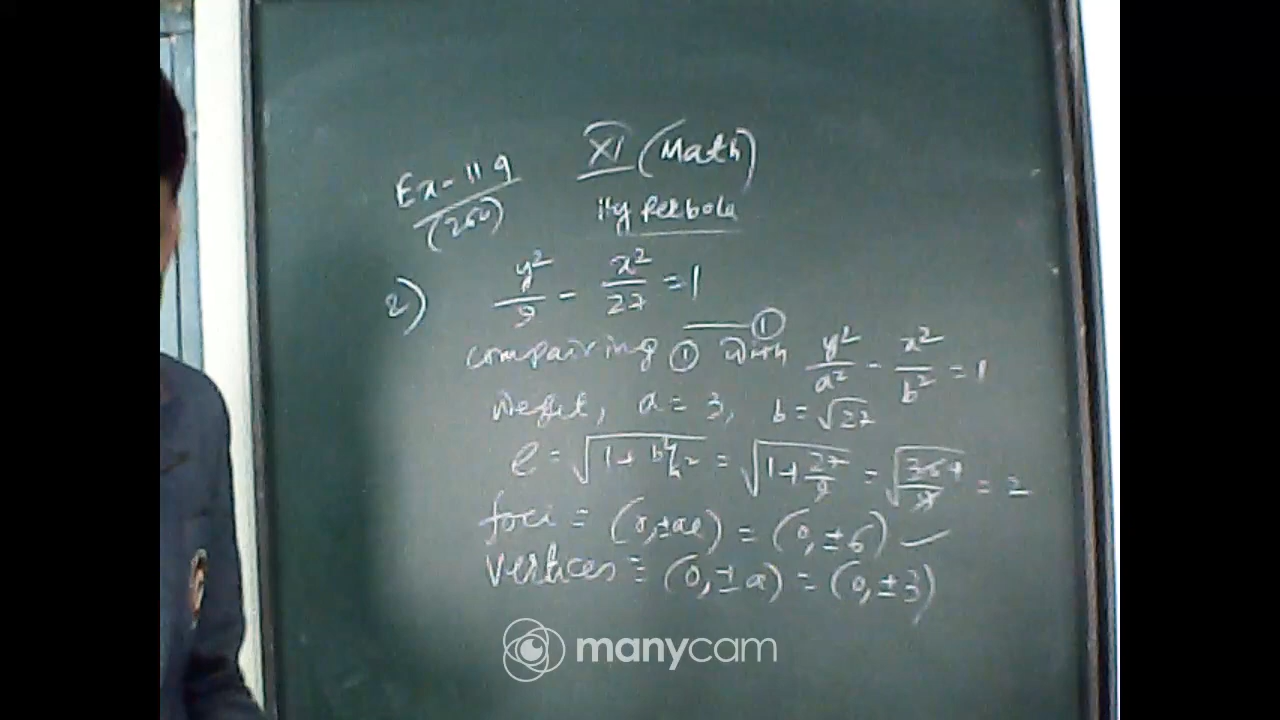 XI (Math)
Ex - 11 9
(260)
Hyperbola
2) y²/9 - x²/27 = 1
—— ①
compairing ① with y²/a² - x²/b² = 1
We get, a = 3, b = √27
e = √(1 + b²/a²) = √(1 + 27/9) = √(36/9) = 2
foci = (0, ±ae) = (0, ±6)
Vertices = (0, ±a) = (0, ±3)
manycam